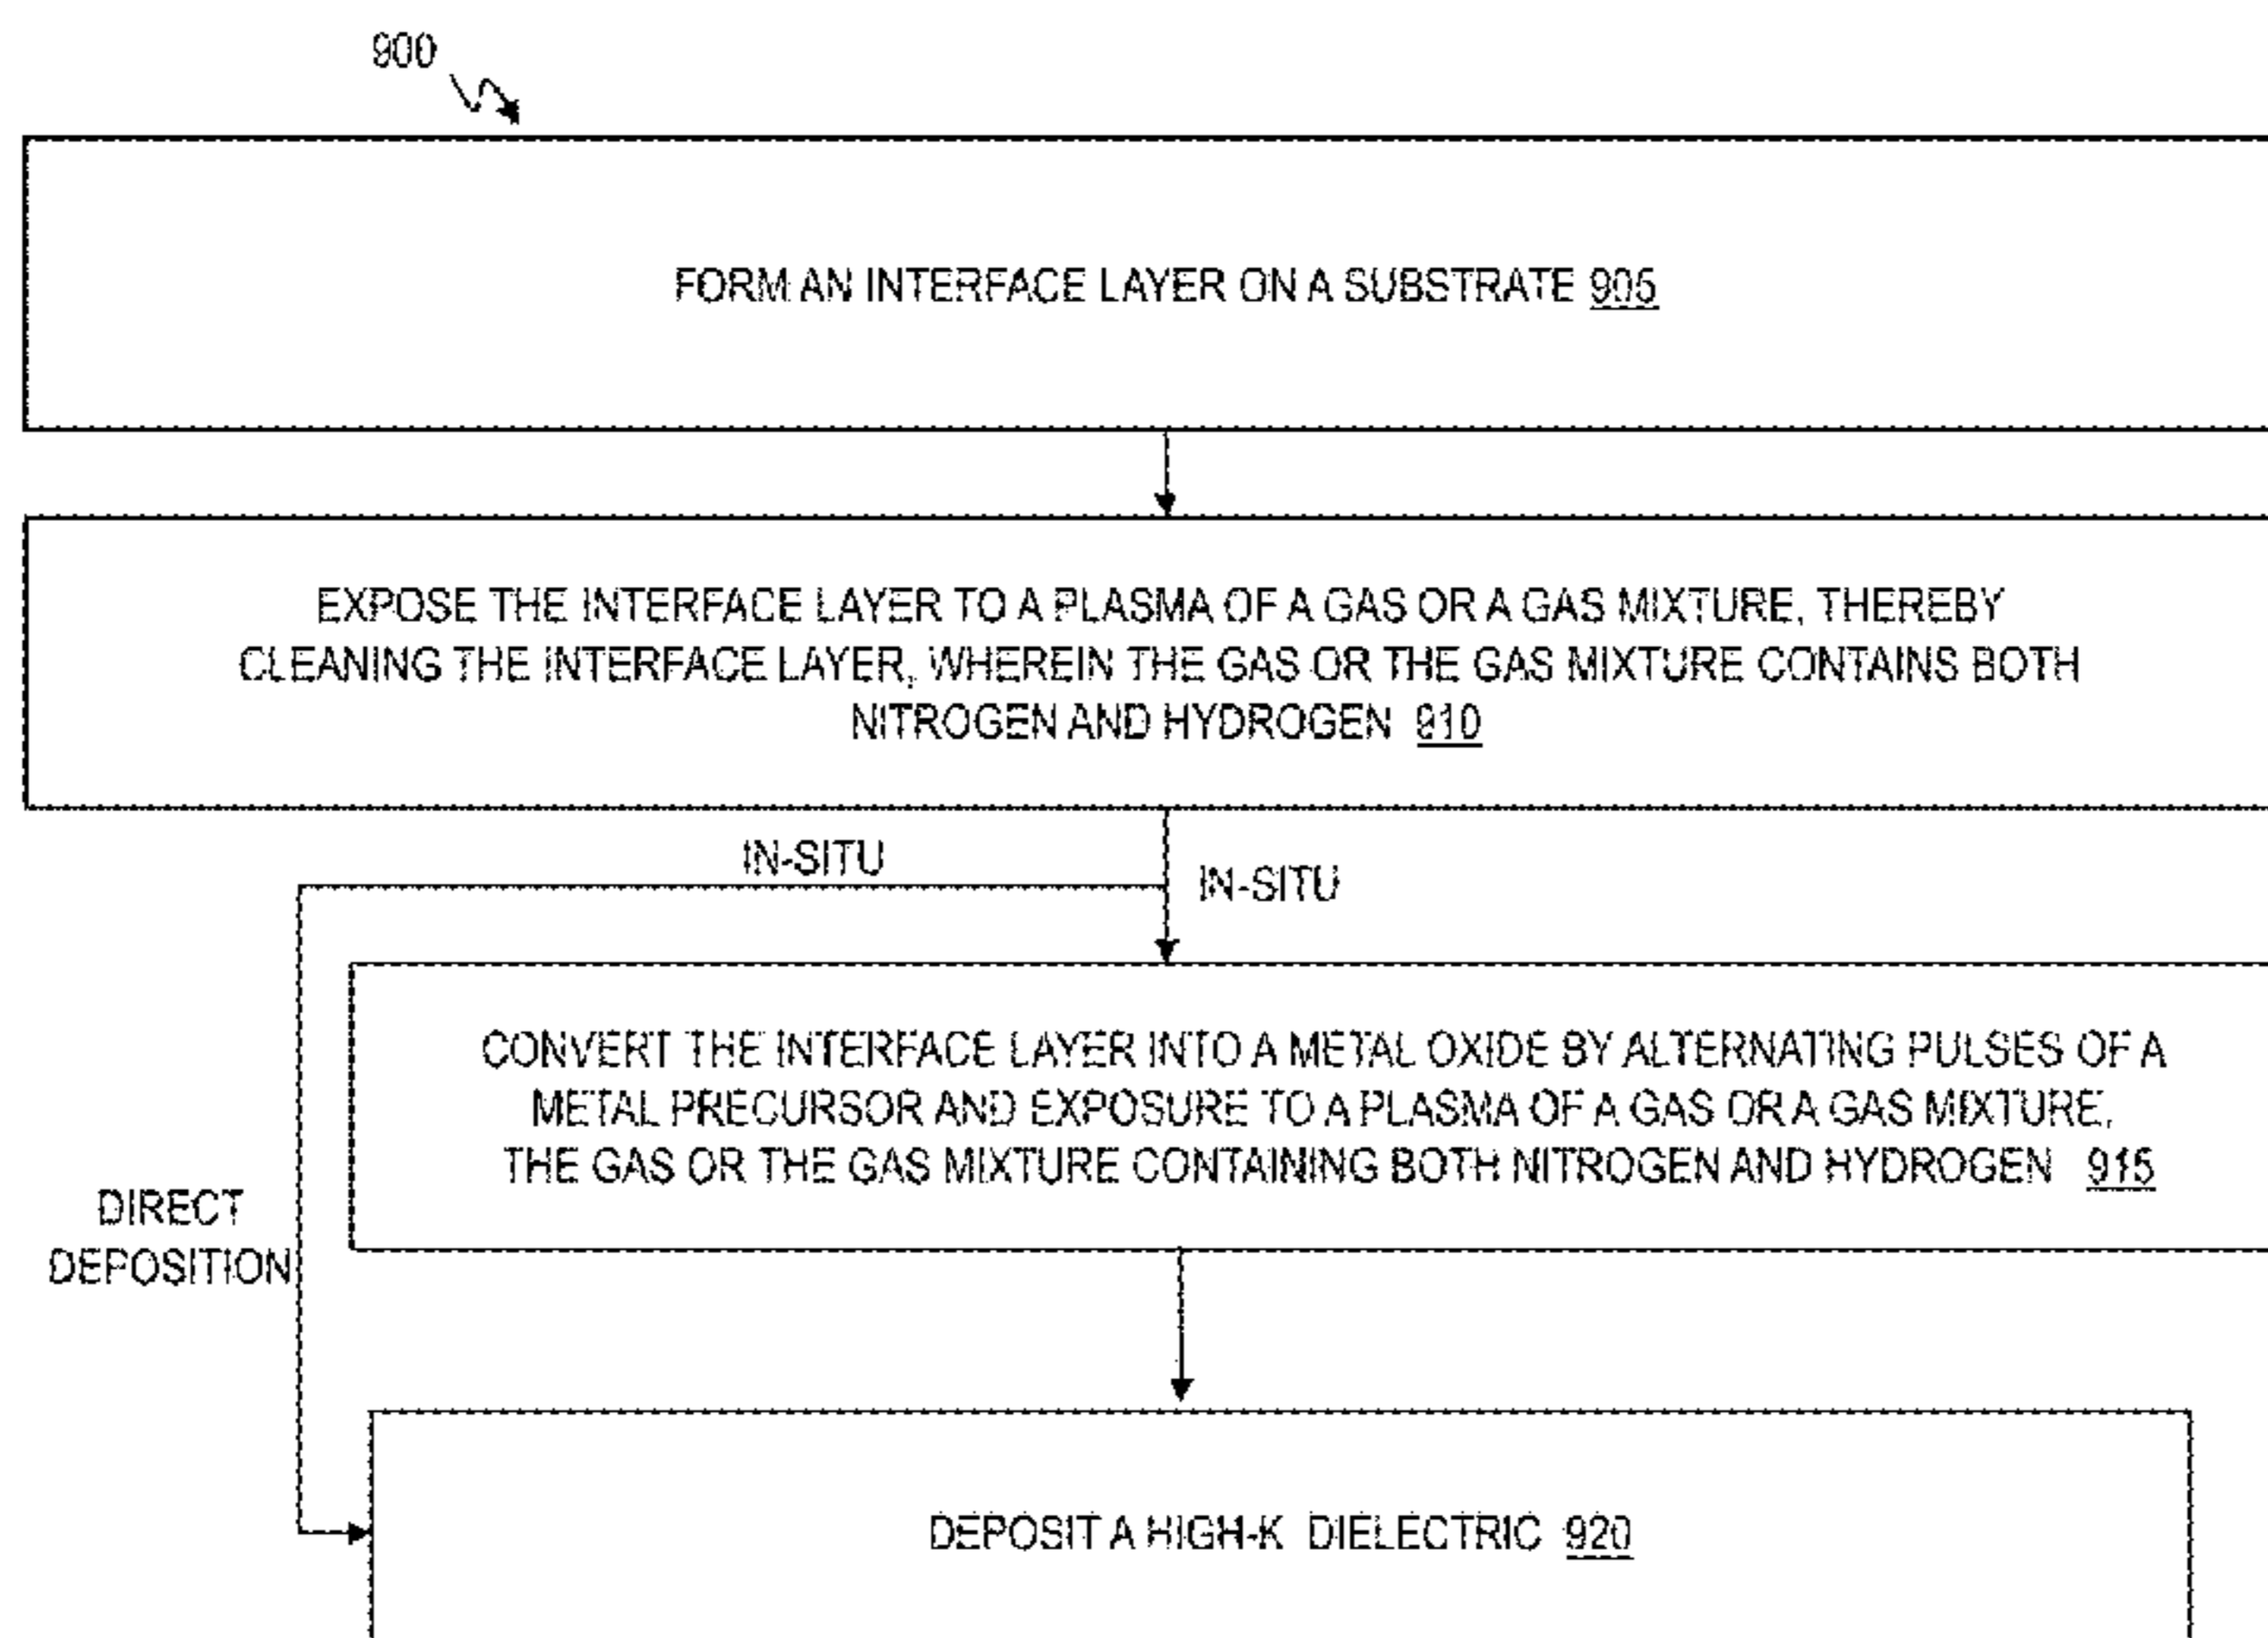 900
FORM AN INTERFACE LAYER ON A SUBSTRATE 905
EXPOSE THE INTERFACE LAYER TO A PLASMA OF A GAS OR A GAS MIXTURE, THEREBY
CLEANING THE INTERFACE LAYER, WHEREIN THE GAS OR THE GAS MIXTURE CONTAINS BOTH
NITROGEN AND HYDROGEN 910
IN-SITU
IN-SITU
CONVERT THE INTERFACE LAYER INTO A METAL OXIDE BY ALTERNATING PULSES OF A
METAL PRECURSOR AND EXPOSURE TO A PLASMA OF A GAS OR A GAS MIXTURE,
THE GAS OR THE GAS MIXTURE CONTAINING BOTH NITROGEN AND HYDROGEN 915
DIRECT
DEPOSITION
DEPOSIT A HIGH-K DIELECTRIC 920